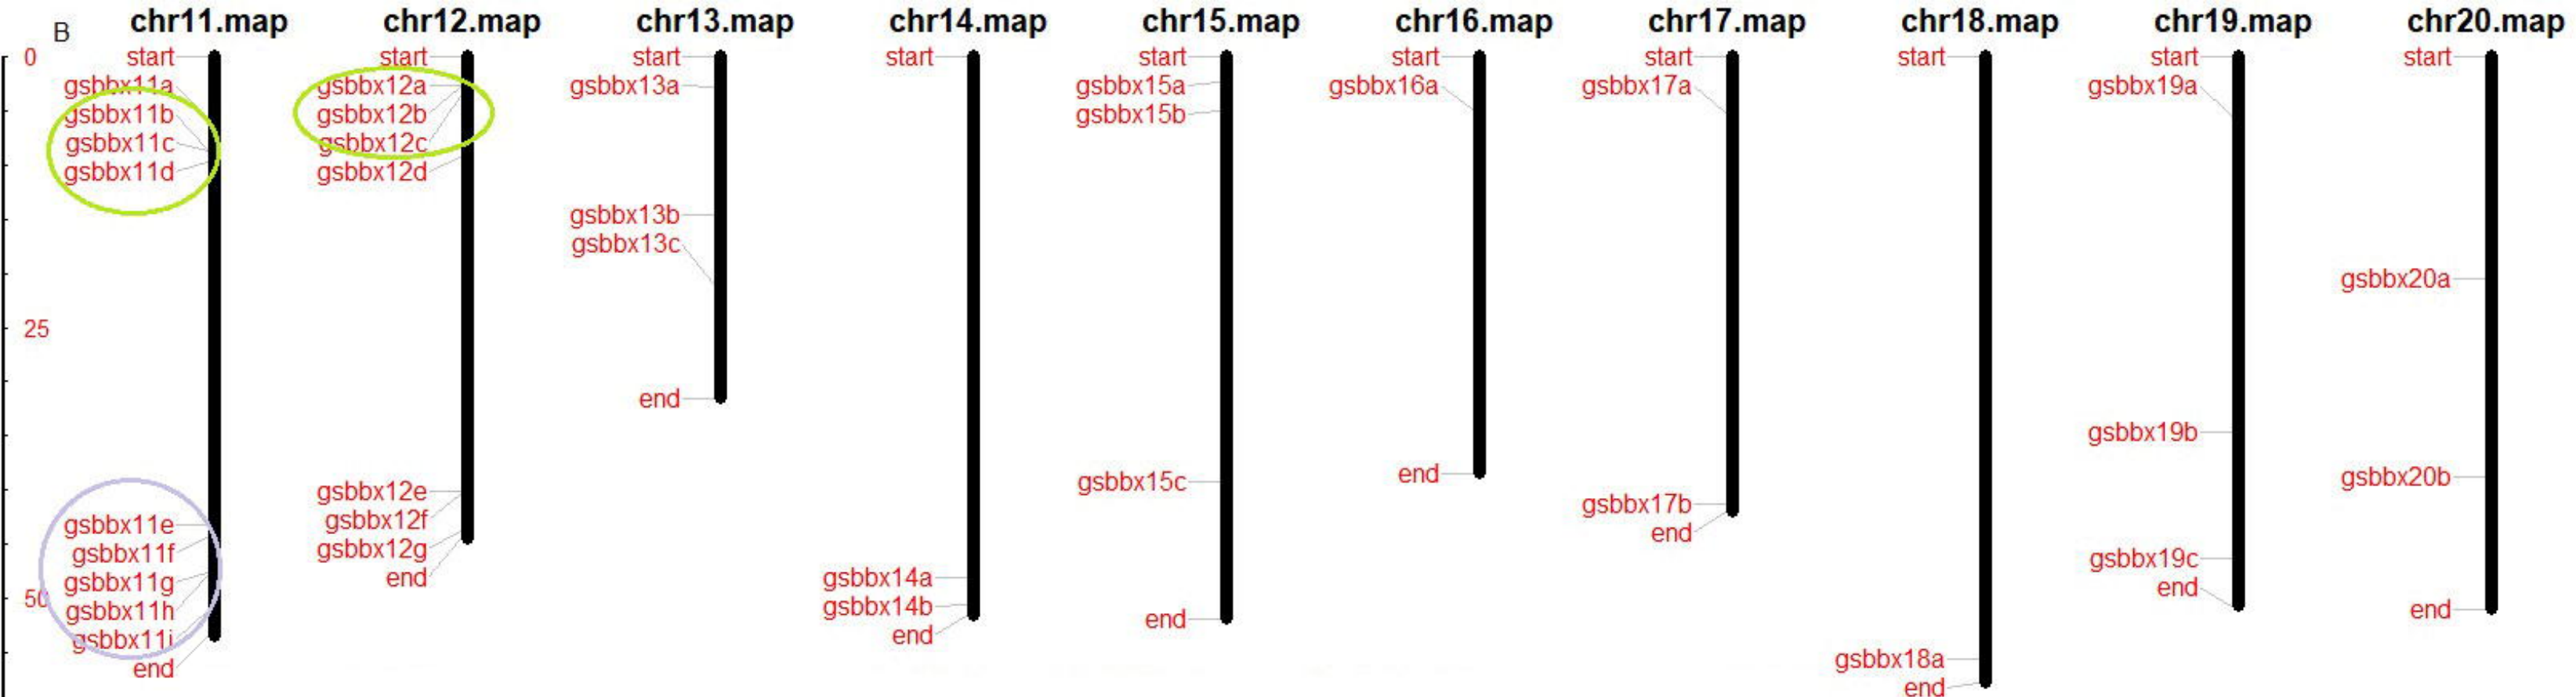 B
chr11.map chr12.map chr13.map chr14.map chr15.map chr16.map chr17.map chr18.map chr19.map chr20.map
0
25
50
start
gsbbx11a
gsbbx11b
gsbbx11c
gsbbx11d
gsbbx11e
gsbbx11f
gsbbx11g
gsbbx11h
gsbbx11i
end
start
gsbbx12a
gsbbx12b
gsbbx12c
gsbbx12d
gsbbx12e
gsbbx12f
gsbbx12g
end
start
gsbbx13a
gsbbx13b
gsbbx13c
end
start
gsbbx14a
gsbbx14b
end
start
gsbbx15a
gsbbx15b
gsbbx15c
end
start
gsbbx16a
end
start
gsbbx17a
gsbbx17b
end
start
gsbbx18a
end
start
gsbbx19a
gsbbx19b
gsbbx19c
end
start
gsbbx20a
gsbbx20b
end